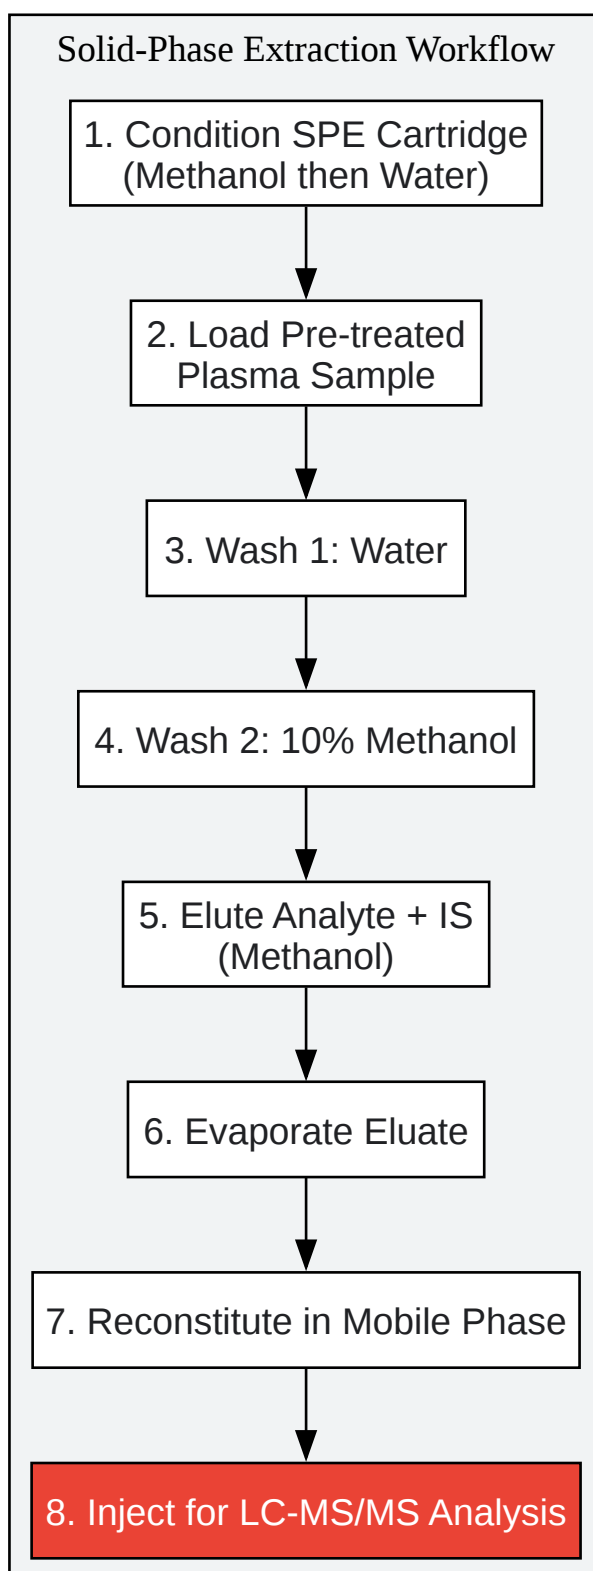 Solid-Phase Extraction Workflow
1. Condition SPE Cartridge
(Methanol then Water)
2. Load Pre-treated
Plasma Sample
3. Wash 1: Water
4. Wash 2: 10% Methanol
5. Elute Analyte + IS
(Methanol)
6. Evaporate Eluate
7. Reconstitute in Mobile Phase
8. Inject for LC-MS/MS Analysis